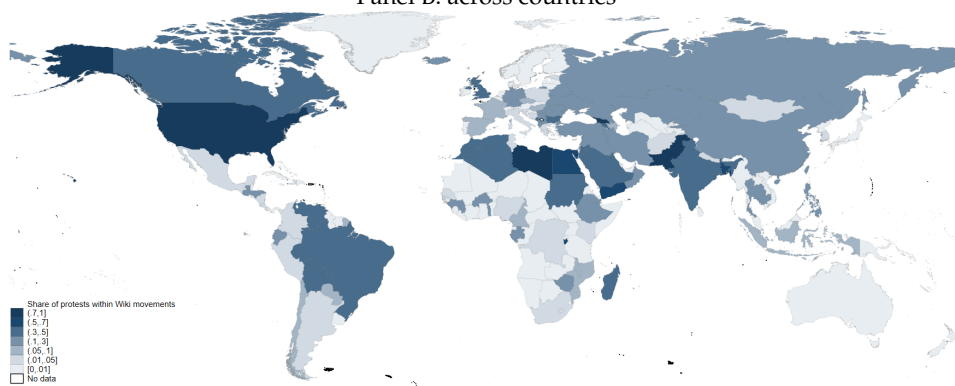 Panel B: across countries
Share of protests within Wiki movements
(.7,1]
(.5,.7]
(.3,.5]
(.1,.3]
(.05,.1]
(.01,.05]
[0,.01]
No data